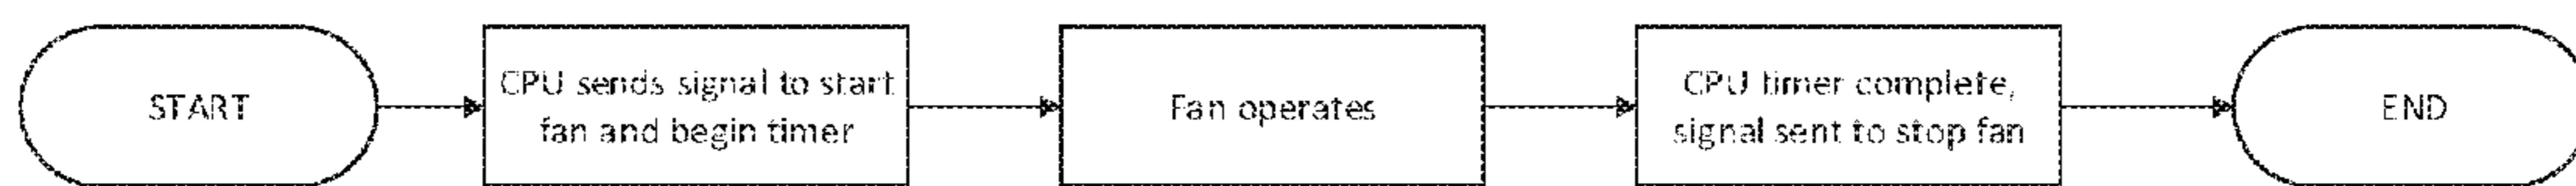 START
CPU sends signal to start
fan and begin timer
Fan operates
CPU timer complete,
signal sent to stop fan
END